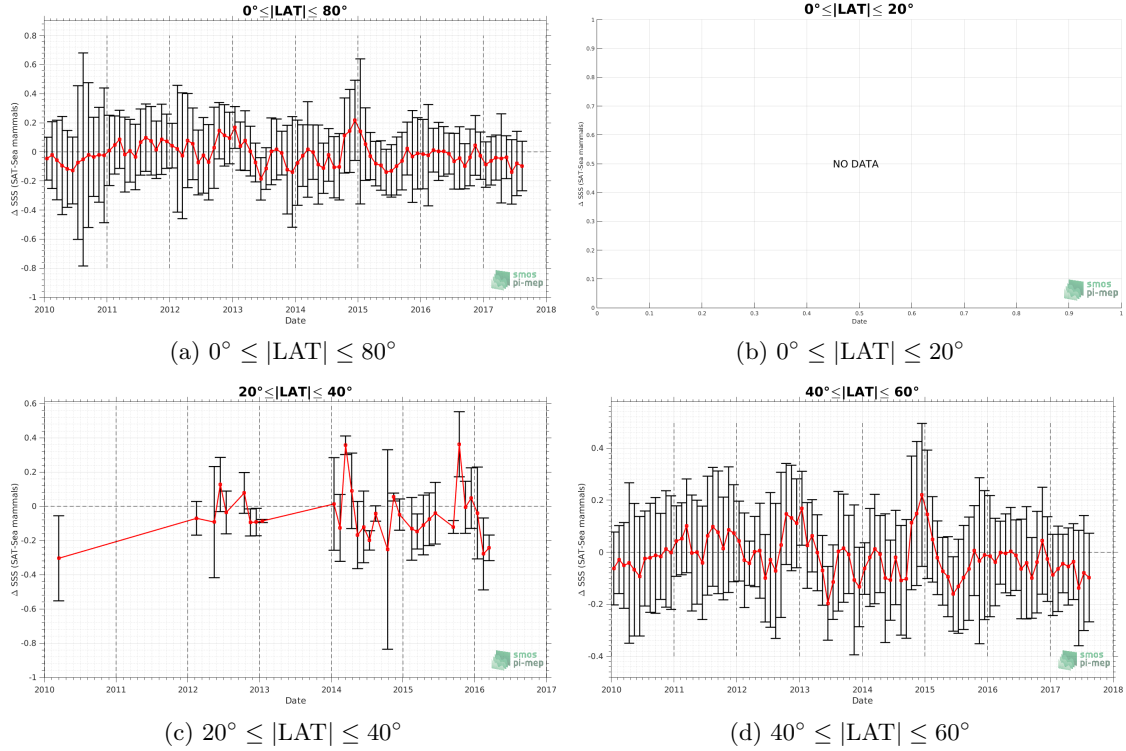 0°≤|LAT|≤ 80°
Δ SSS (SAT-Sea mammals)
0.8
0.6
0.4
0.2
0
-0.2
-0.4
-0.6
-0.8
-1
2010 2011 2012 2013 2014 2015 2016 2017 2018
Date
smos
pi-mep
(a) 0° ≤ |LAT| ≤ 80°
0°≤|LAT|≤ 20°
Δ SSS (SAT-Sea mammals)
1
0.9
0.8
0.7
0.6
0.5
0.4
0.3
0.2
0.1
0
NO DATA
0 0.1 0.2 0.3 0.4 0.5 0.6 0.7 0.8 0.9 1
Date
smos
pi-mep
(b) 0° ≤ |LAT| ≤ 20°
20°≤|LAT|≤ 40°
Δ SSS (SAT-Sea mammals)
0.6
0.4
0.2
0
-0.2
-0.4
-0.6
-0.8
-1
2010 2011 2012 2013 2014 2015 2016 2017
Date
smos
pi-mep
(c) 20° ≤ |LAT| ≤ 40°
40°≤|LAT|≤ 60°
Δ SSS (SAT-Sea mammals)
0.4
0.2
0
-0.2
-0.4
2010 2011 2012 2013 2014 2015 2016 2017 2018
Date
smos
pi-mep
(d) 40° ≤ |LAT| ≤ 60°